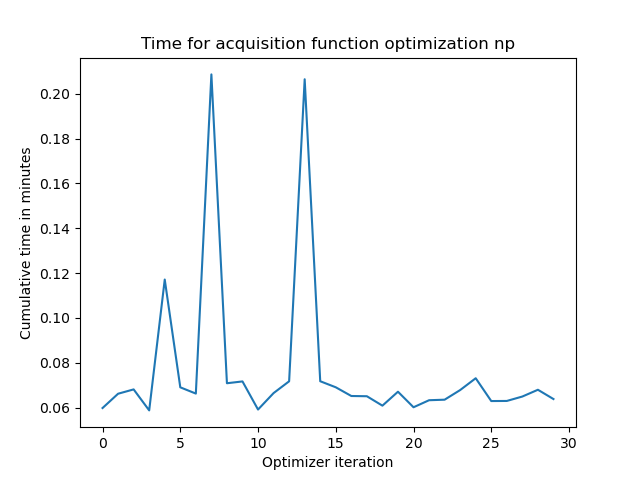 Time for acquisition function optimization np
0.20
0.18
0.16
0.14
0.12
0.10
0.08
0.06
Cumulative time in minutes
0 5 10 15 20 25 30
Optimizer iteration